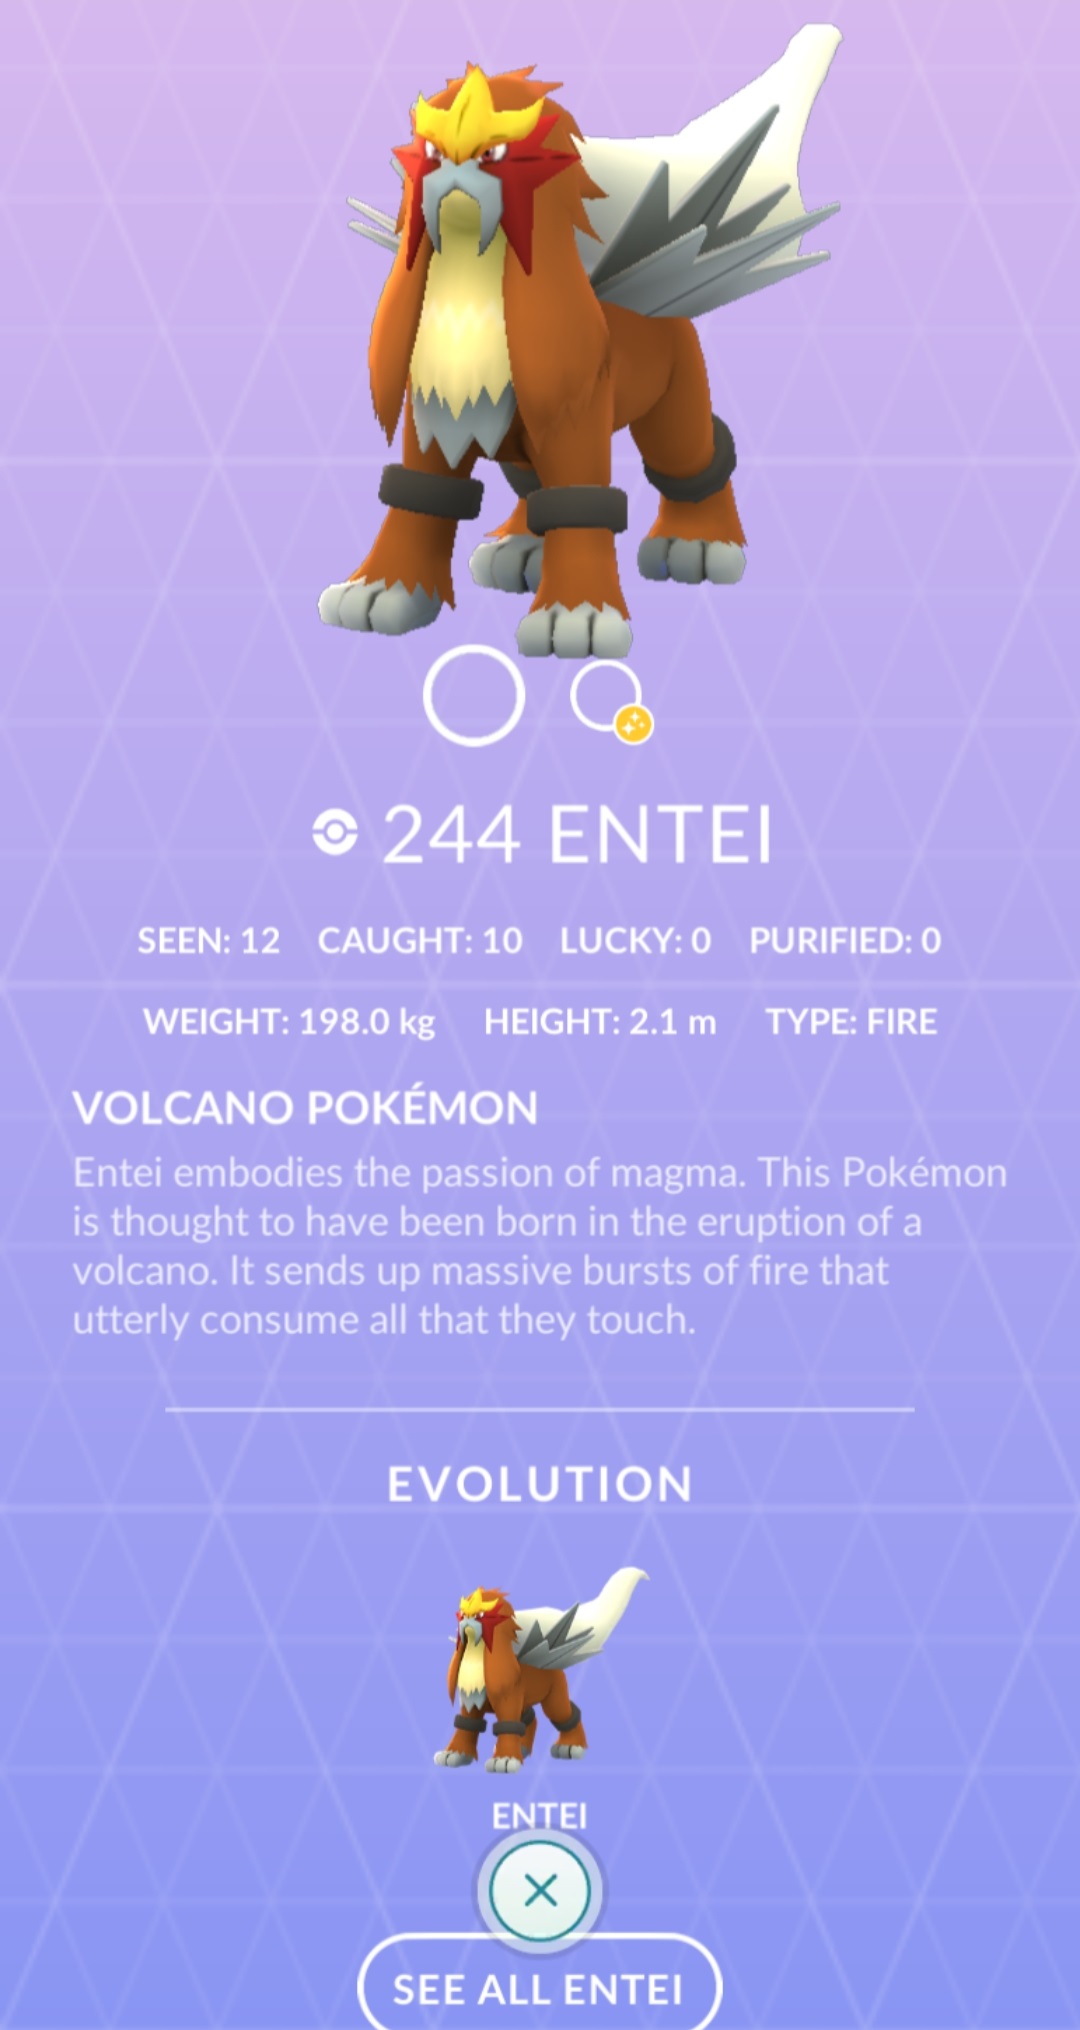 244 ENTEI
SEEN: 12 CAUGHT: 10 LUCKY: 0 PURIFIED: 0
WEIGHT: 198.0 kg HEIGHT: 2.1 m TYPE: FIRE
VOLCANO POKÉMON
Entei embodies the passion of magma. This Pokémon
is thought to have been born in the eruption of a
volcano. It sends up massive bursts of fire that
utterly consume all that they touch.
EVOLUTION
ENTEI
SEE ALL ENTEI